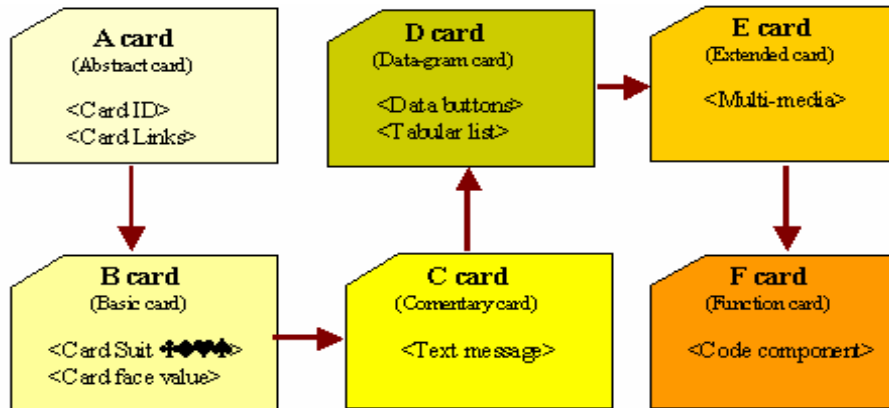 A card
(Abstract card)
<Card ID>
<Card Links>
D card
(Data-gram card)
<Data buttons>
<Tabular list>
E card
(Extended card)
<Multi-media>
B card
(Basic card)
<Card Suit ♣♦♥♠>
<Card face value>
C card
(Comentary card)
<Text message>
F card
(Function card)
<Code component>